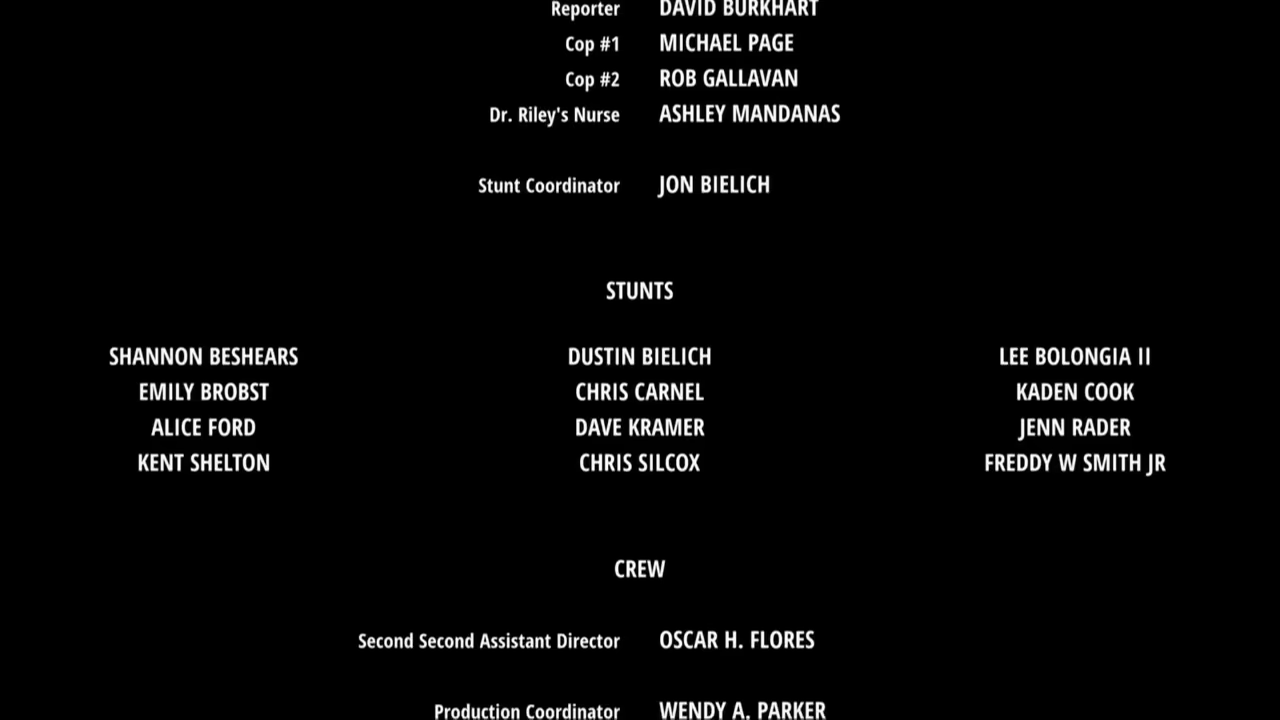 Reporter DAVID BURKHART
Cop #1 MICHAEL PAGE
Cop #2 ROB GALLAVAN
Dr. Riley's Nurse ASHLEY MANDANAS
Stunt Coordinator JON BIELICH
STUNTS
SHANNON BESHEARS DUSTIN BIELICH LEE BOLONGIA II
EMILY BROBST CHRIS CARNEL KADEN COOK
ALICE FORD DAVE KRAMER JENN RADER
KENT SHELTON CHRIS SILCOX FREDDY W SMITH JR
CREW
Second Second Assistant Director OSCAR H. FLORES
Production Coordinator WENDY A. PARKER